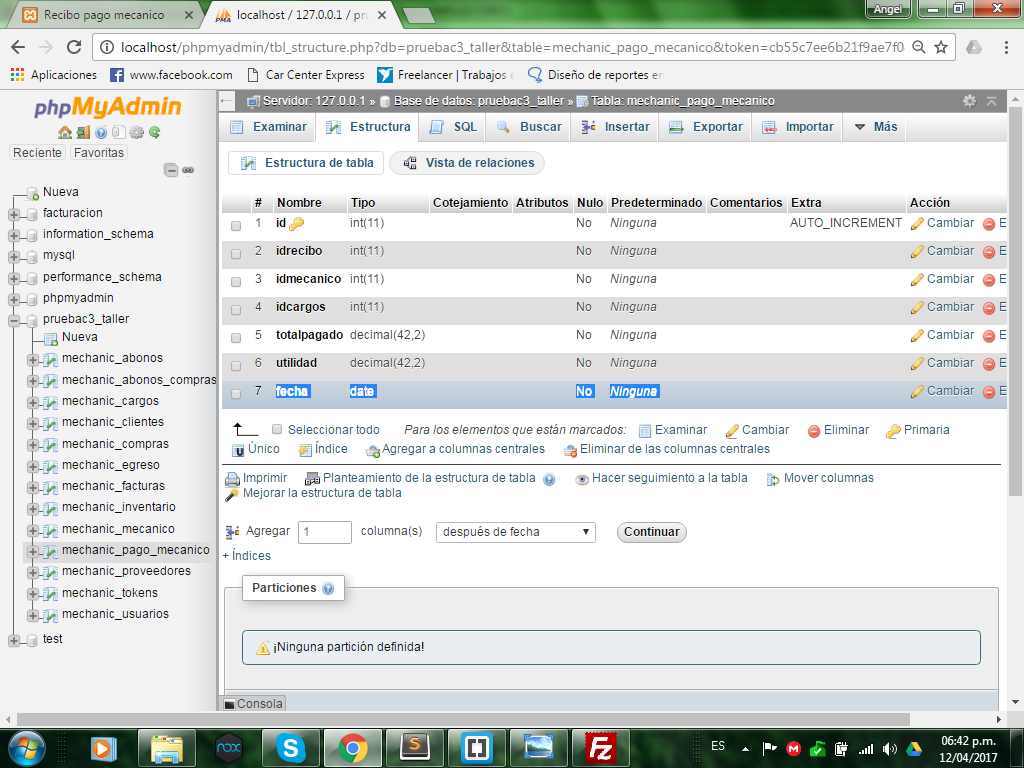 Recibo pago mecanico
localhost / 127.0.0.1 / pru
Angel
localhost/phpmyadmin/tbl_structure.php?db=pruebac3_taller&table=mechanic_pago_mecanico&token=cb55c7ee6b21f9ae7f0
Aplicaciones
www.facebook.com
Car Center Express
Freelancer | Trabajos e
Diseño de reportes en
phpMyAdmin
Reciente
Favoritas
Nueva
facturacion
information_schema
mysql
performance_schema
phpmyadmin
pruebac3_taller
Nueva
mechanic_abonos
mechanic_abonos_compras
mechanic_cargos
mechanic_clientes
mechanic_compras
mechanic_egreso
mechanic_facturas
mechanic_inventario
mechanic_mecanico
mechanic_pago_mecanico
mechanic_proveedores
mechanic_tokens
mechanic_usuarios
test
Servidor: 127.0.0.1 » Base de datos: pruebac3_taller » Tabla: mechanic_pago_mecanico
Examinar Estructura SQL Buscar Insertar Exportar Importar Más
Estructura de tabla Vista de relaciones
# Nombre Tipo Cotejamiento Atributos Nulo Predeterminado Comentarios Extra Acción
1 id int(11) No Ninguna AUTO_INCREMENT Cambiar E
2 idrecibo int(11) No Ninguna Cambiar E
3 idmecanico int(11) No Ninguna Cambiar E
4 idcargos int(11) No Ninguna Cambiar E
5 totalpagado decimal(42,2) No Ninguna Cambiar E
6 utilidad decimal(42,2) No Ninguna Cambiar E
7 fecha date No Ninguna Cambiar E
Seleccionar todo Para los elementos que están marcados: Examinar Cambiar Eliminar Primaria
Único Índice Agregar a columnas centrales Eliminar de las columnas centrales
Imprimir Planteamiento de la estructura de tabla Hacer seguimiento a la tabla Mover columnas
Mejorar la estructura de tabla
Agregar 1 columna(s) después de fecha Continuar
+ Índices
Particiones
¡Ninguna partición definida!
Consola
nox
ES
06:42 p.m.
12/04/2017